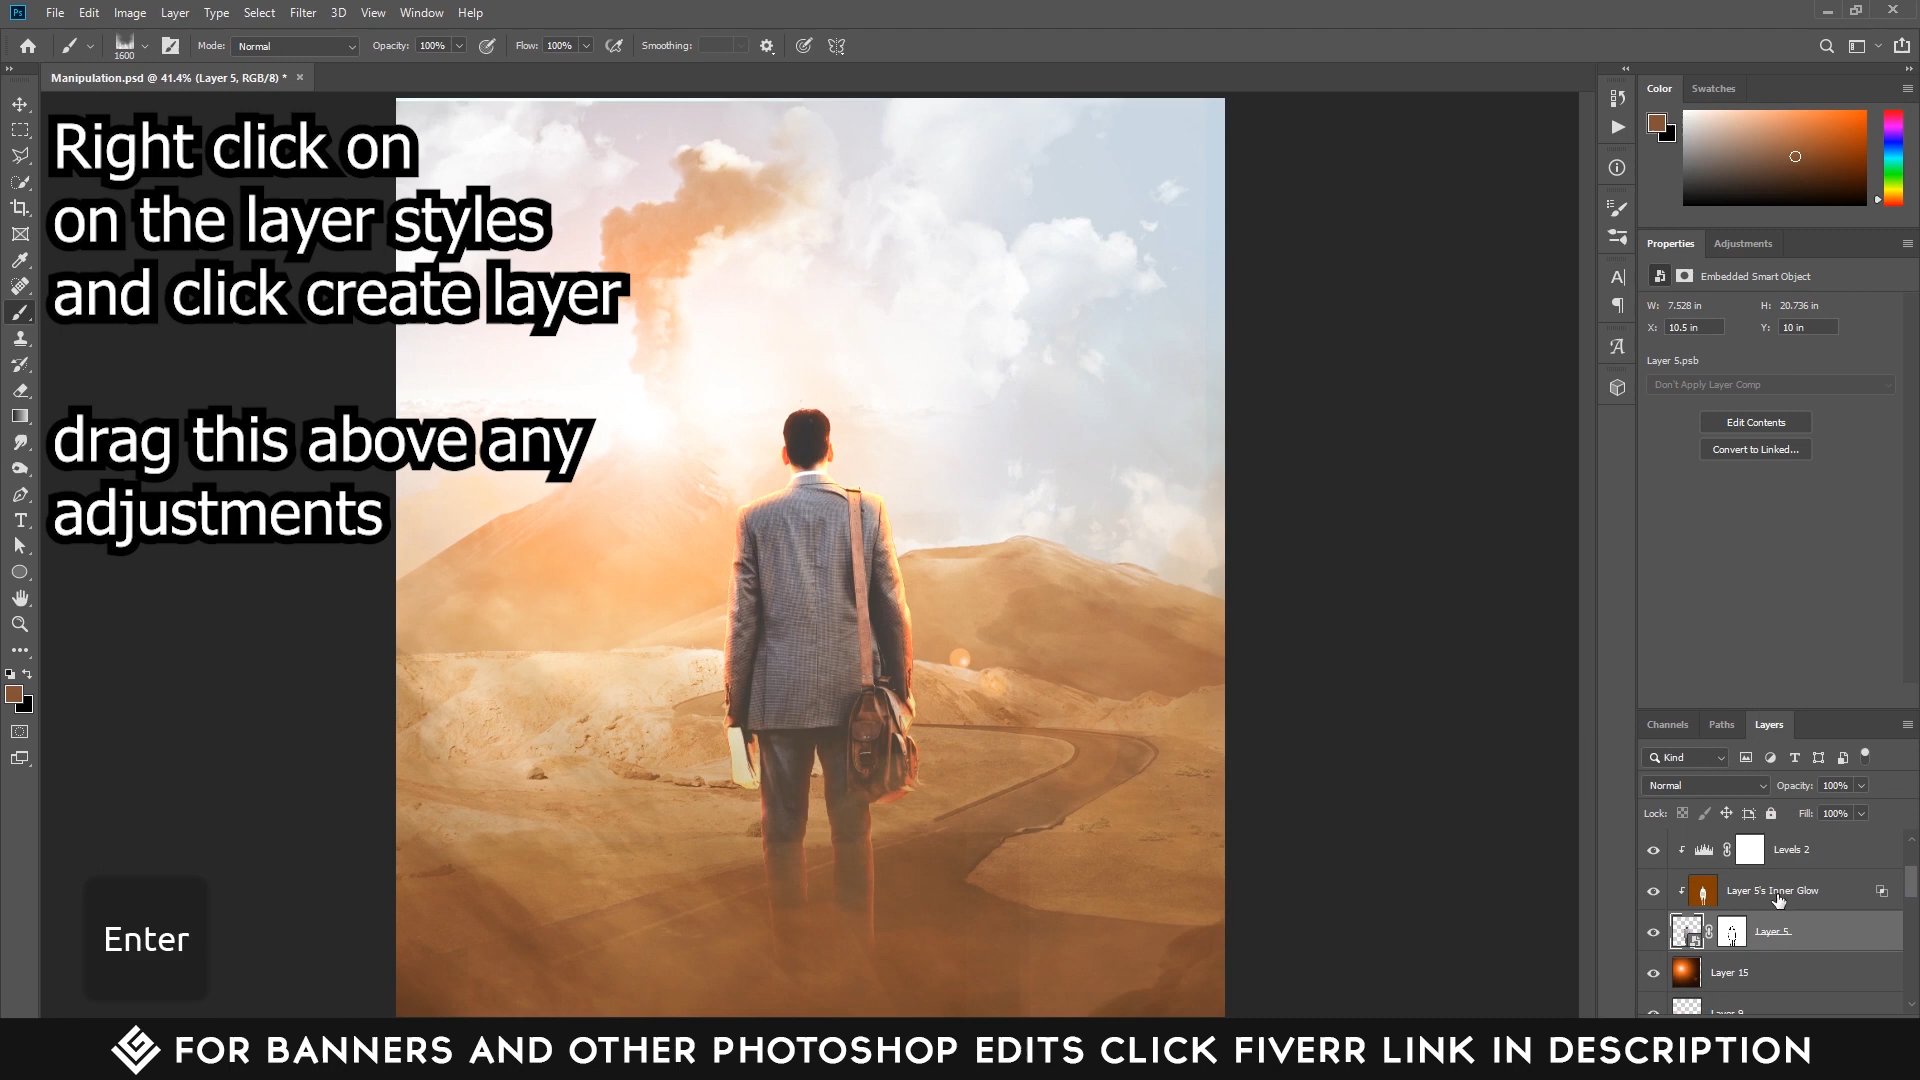 Ps File Edit Image Layer Type Select Filter 3D View Window Help
1600 Mode: Normal Opacity: 100% Flow: 100% Smoothing:
Manipulation.psd @ 41.4% (Layer 5, RGB/8) * ×
Right click on
on the layer styles
and click create layer
drag this above any
adjustments
Enter
Color Swatches
Properties Adjustments
Embedded Smart Object
W: 7.528 in H: 20.736 in
X: 10.5 in Y: 10 in
Layer 5.psb
Don't Apply Layer Comp
Edit Contents
Convert to Linked...
Channels Paths Layers
Kind
Normal Opacity: 100%
Lock: Fill: 100%
Levels 2
Layer 5's Inner Glow
Layer 5
Layer 15
Layer 9
FOR BANNERS AND OTHER PHOTOSHOP EDITS CLICK FIVERR LINK IN DESCRIPTION